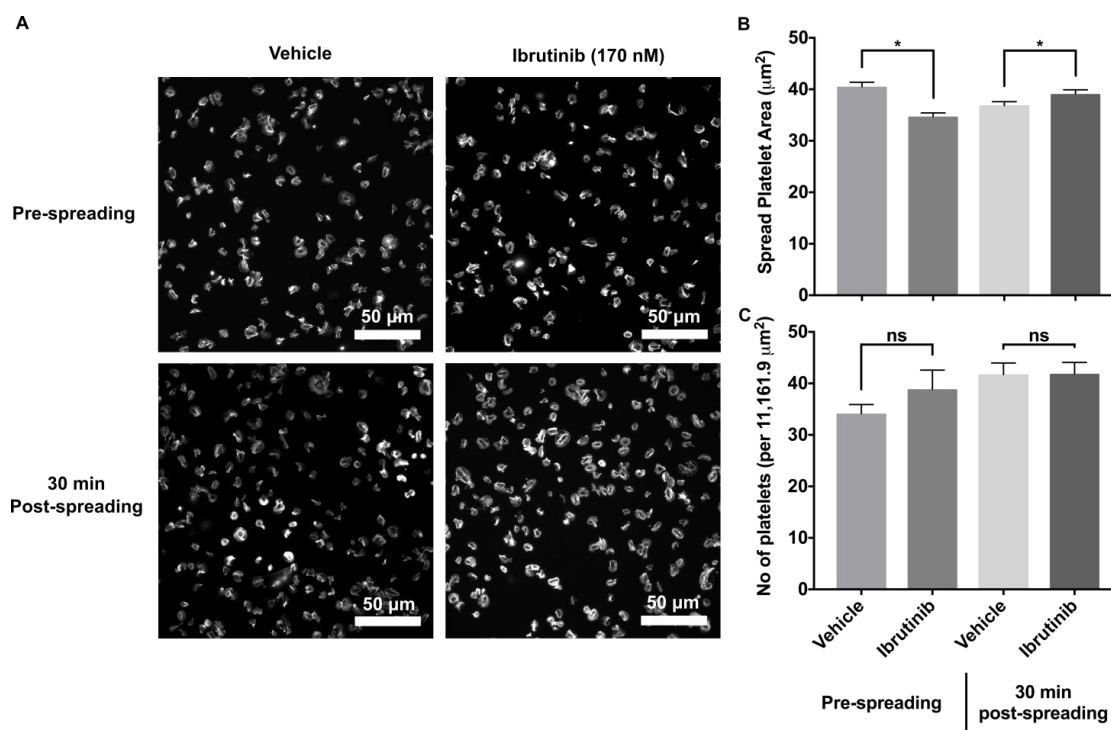 A
Vehicle
Ibrutinib (170 nM)
Pre-spreading
50 µm
50 µm
30 min
Post-spreading
50 µm
50 µm
B
Spread Platelet Area (µm²)
50
40
30
20
10
0
*
*
C
No of platelets (per 11,161.9 µm²)
50
40
30
20
10
0
ns
ns
Vehicle
Ibrutinib
Vehicle
Ibrutinib
Pre-spreading
30 min
post-spreading